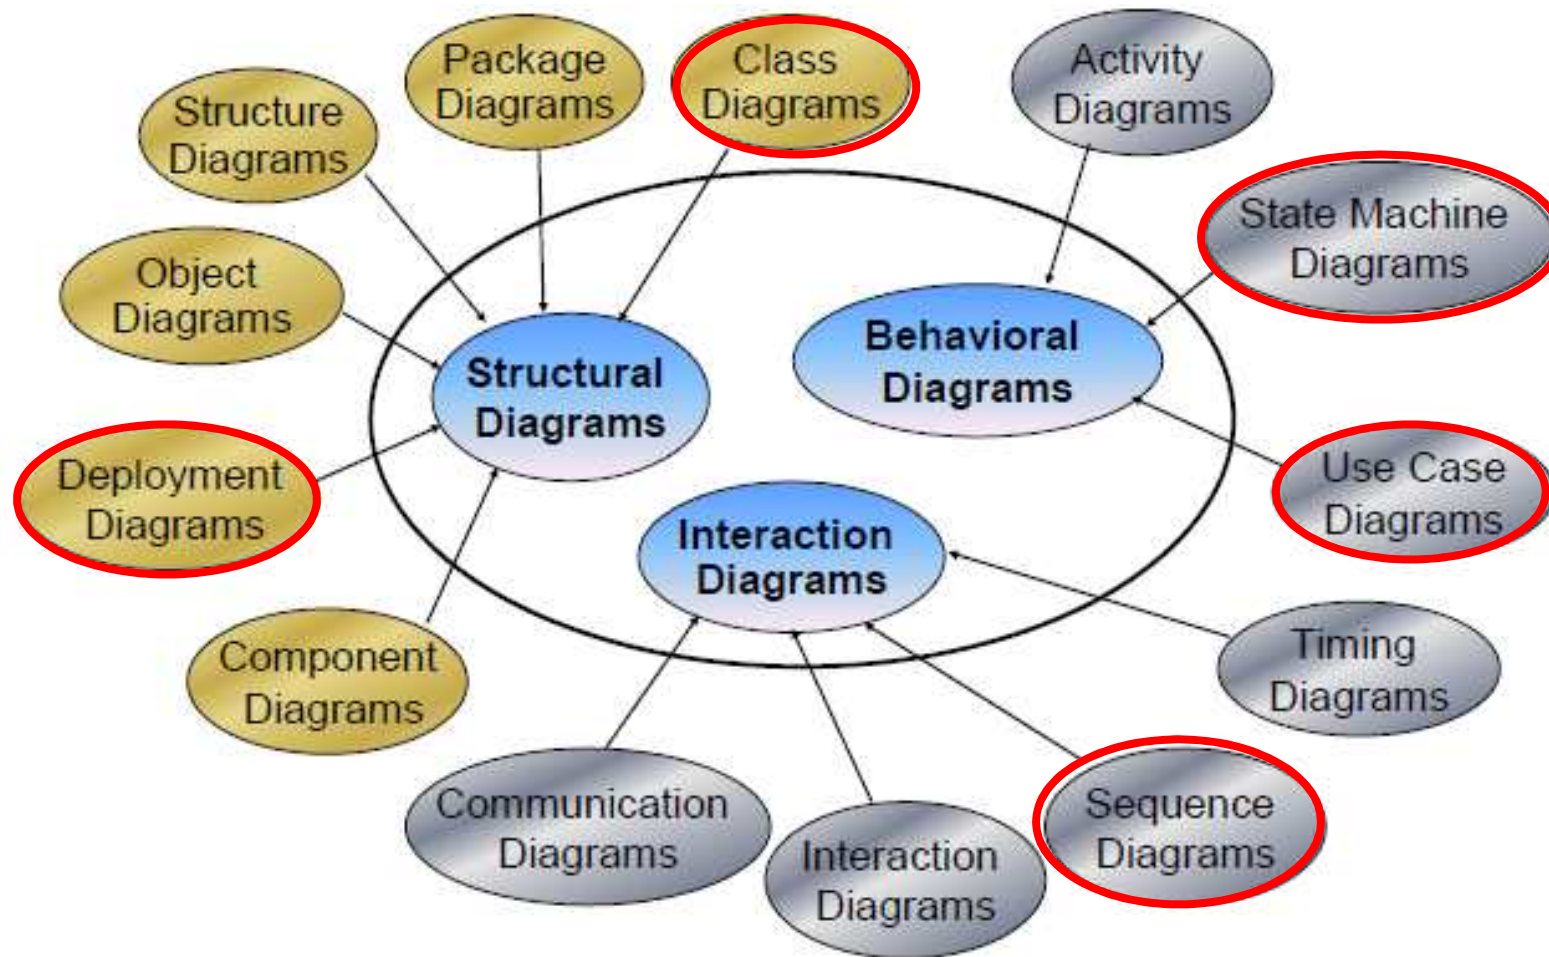 Package
Diagrams
Class
Diagrams
Activity
Diagrams
Structure
Diagrams
State Machine
Diagrams
Object
Diagrams
Structural
Diagrams
Behavioral
Diagrams
Deployment
Diagrams
Use Case
Diagrams
Interaction
Diagrams
Component
Diagrams
Timing
Diagrams
Communication
Diagrams
Interaction
Diagrams
Sequence
Diagrams